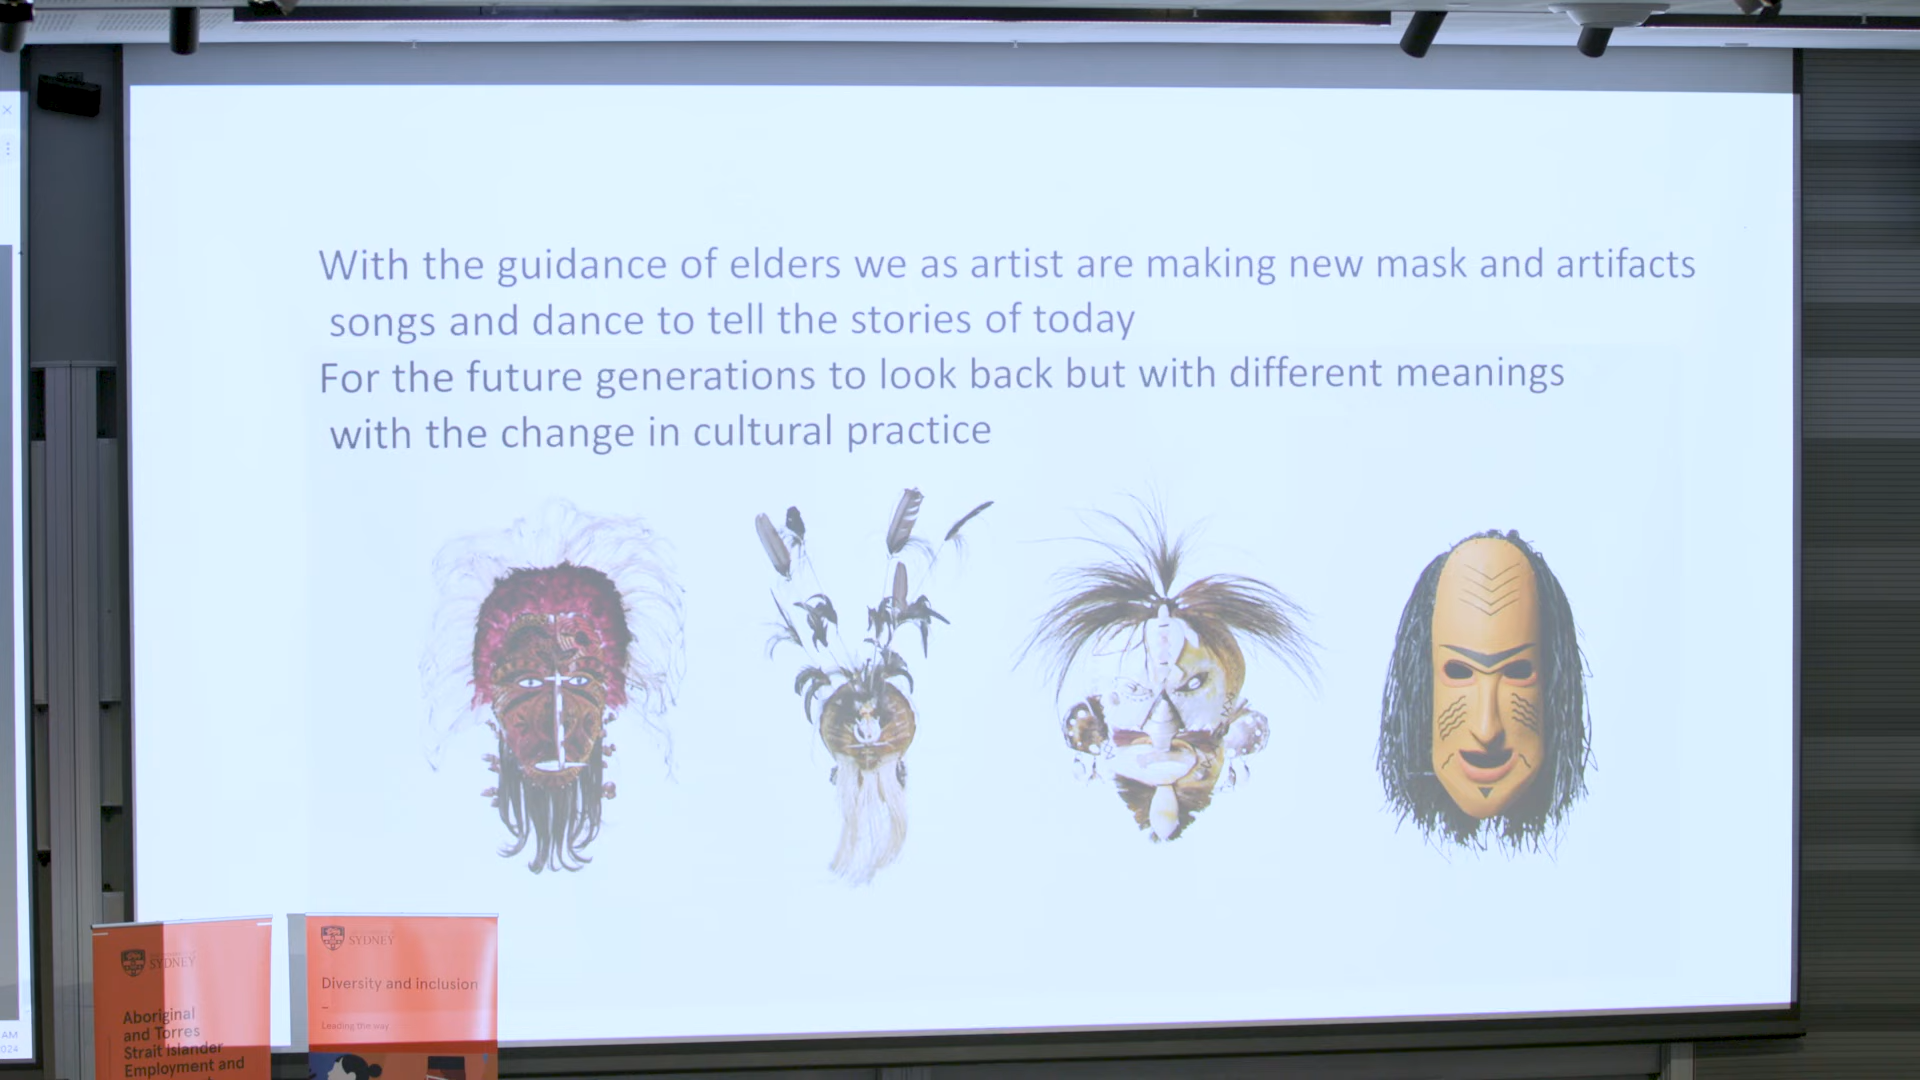 With the guidance of elders we as artist are making new mask and artifacts
songs and dance to tell the stories of today
For the future generations to look back but with different meanings
with the change in cultural practice
SYDNEY
Aboriginal
and Torres
Strait Islander
Employment and
SYDNEY
Diversity and inclusion
–
Leading the way
AM
024